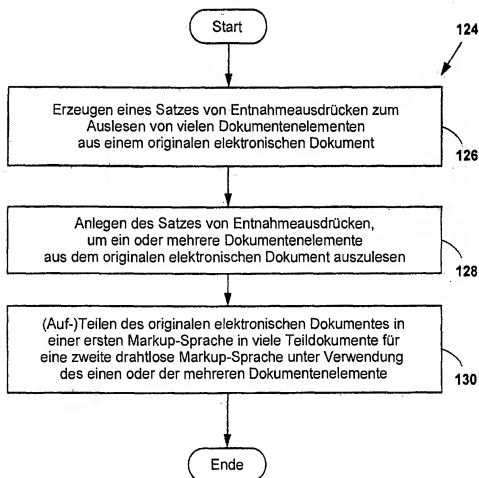 Start
124
Erzeugen eines Satzes von Entnahmeausdrücken zum
Auslesen von vielen Dokumentenelementen
aus einem originalen elektronischen Dokument
126
Anlegen des Satzes von Entnahmeausdrücken,
um ein oder mehrere Dokumentenelemente
aus dem originalen elektronischen Dokument auszulesen
128
(Auf-)Teilen des originalen elektronischen Dokumentes in
einer ersten Markup-Sprache in viele Teildokumente für
eine zweite drahtlose Markup-Sprache unter Verwendung
des einen oder der mehreren Dokumentenelemente
130
Ende